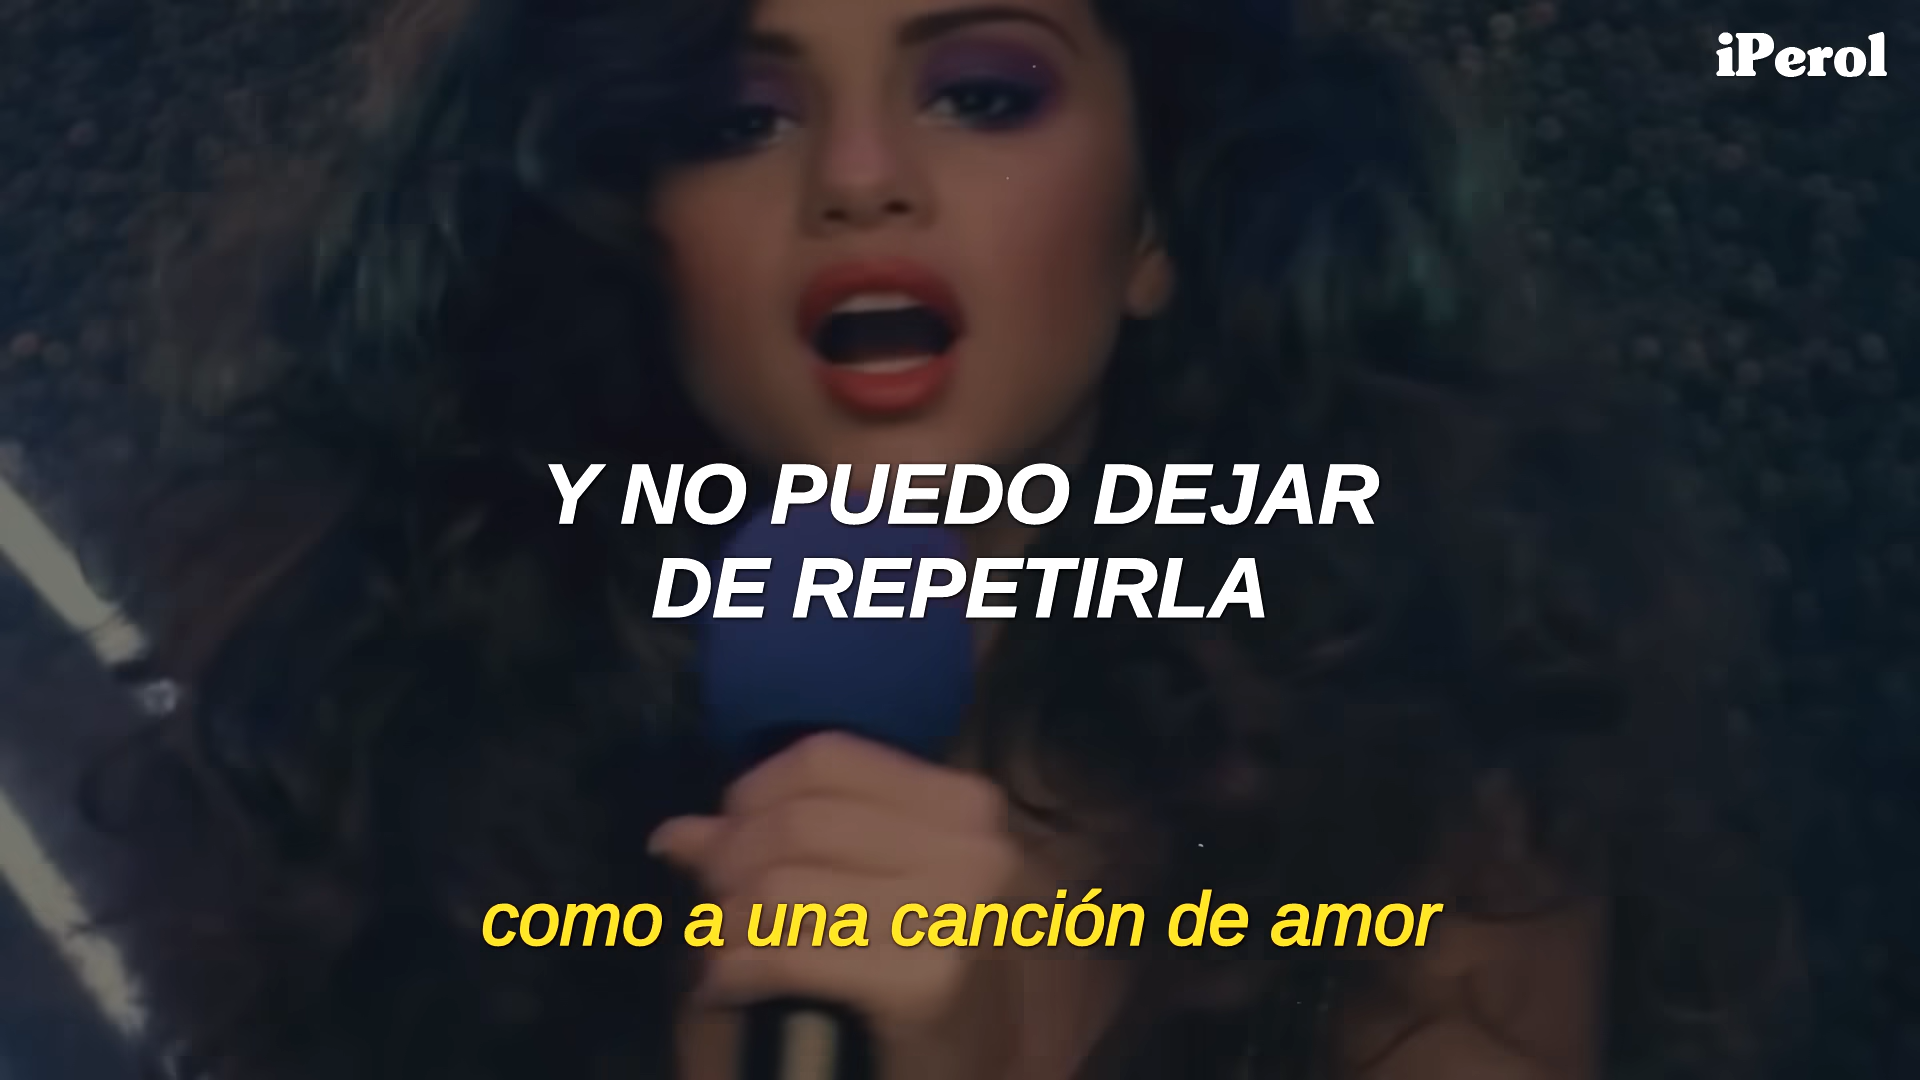 iPerol
Y NO PUEDO DEJAR
DE REPETIRLA
como a una canción de amor